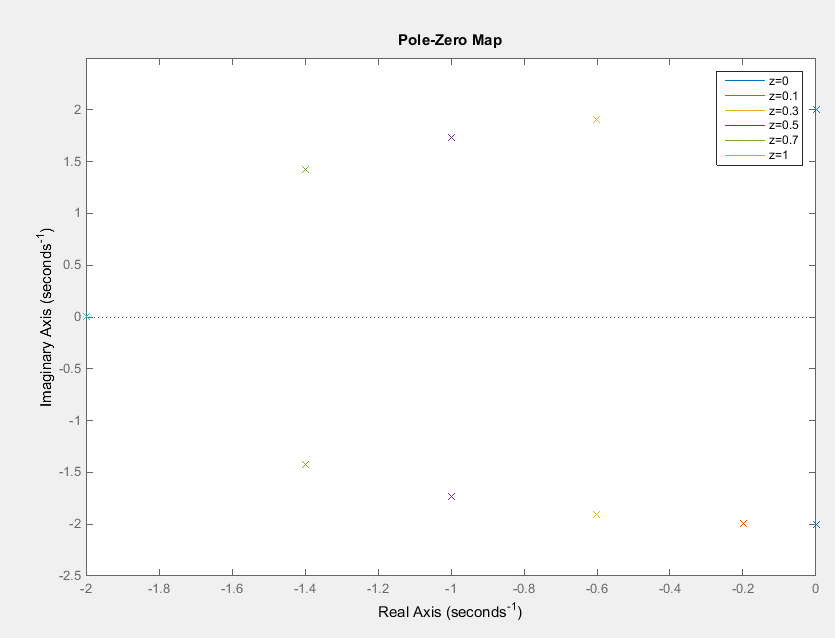 Pole-Zero Map
z=0
z=0.1
z=0.3
z=0.5
z=0.7
z=1
Imaginary Axis (seconds⁻¹)
2
1.5
1
0.5
0
-0.5
-1
-1.5
-2
-2.5
-2 -1.8 -1.6 -1.4 -1.2 -1 -0.8 -0.6 -0.4 -0.2 0
Real Axis (seconds⁻¹)